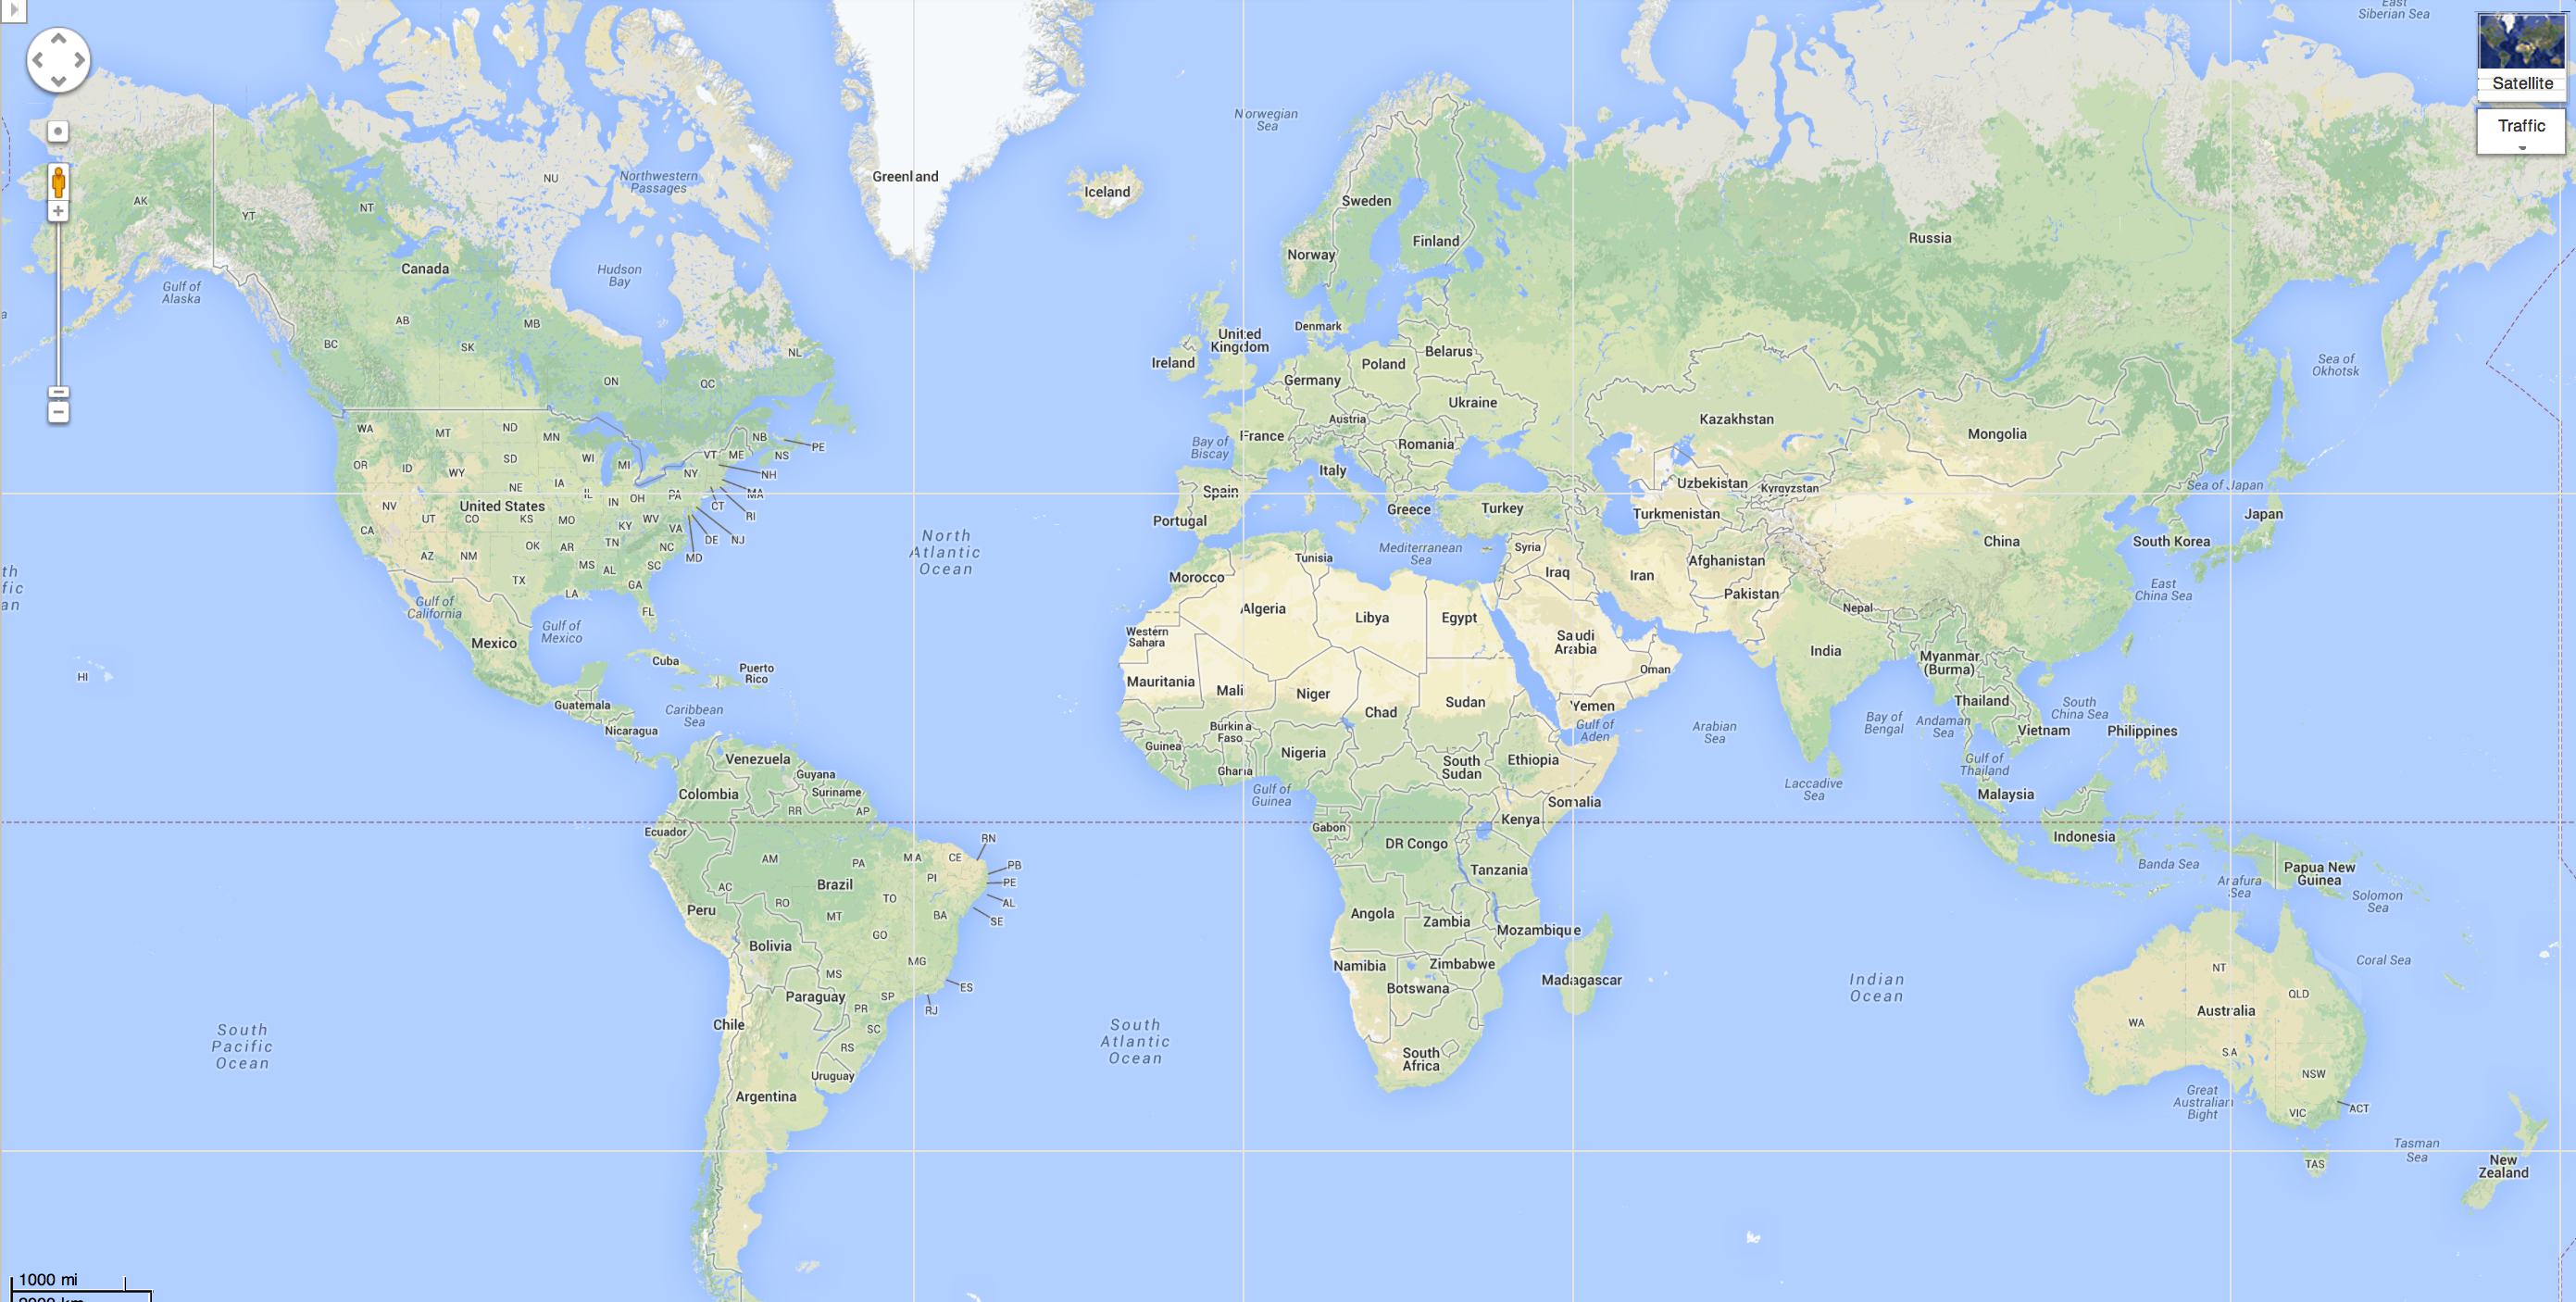 East
Siberian Sea
Satellite
Traffic
Norwegian
Sea
Greenland
Iceland
NU
Northwestern
Passages
AK
YT
NT
Sweden
Finland
Norway
Russia
Canada
Hudson
Bay
Gulf of
Alaska
AB
MB
BC
SK
NL
ON
QC
Denmark
United
Kingdom
Ireland
Belarus
Poland
Germany
Ukraine
Sea of
Okhotsk
Austria
Kazakhstan
Mongolia
France
Romania
Bay of
Biscay
WA
MT
ND
MN
NB
PE
OR
ID
WY
SD
WI
MI
VT
ME
NS
NY
NH
NE
IA
IL
IN
OH
PA
MA
Italy
Spain
Portugal
Greece
Turkey
Uzbekistan
Kyrgyzstan
Turkmenistan
Sea of Japan
Japan
NV
UT
United States
CO
KS
MO
KY
WV
VA
CT
RI
CA
AZ
NM
OK
AR
TN
NC
DE
NJ
MD
TX
MS
AL
SC
GA
LA
FL
North
Atlantic
Ocean
th
fic
an
Tunisia
Mediterranean
Sea
Syria
Iraq
Iran
Afghanistan
Pakistan
China
South Korea
East
China Sea
Morocco
Algeria
Libya
Egypt
Nepal
Gulf of
California
Gulf of
Mexico
Mexico
Cuba
Puerto
Rico
HI
Western
Sahara
Saudi
Arabia
Oman
India
Myanmar
(Burma)
Mauritania
Mali
Niger
Chad
Sudan
Yemen
Gulf of
Aden
Arabian
Sea
Bay of
Bengal
Andaman
Sea
Thailand
South
China Sea
Vietnam
Philippines
Guatemala
Nicaragua
Caribbean
Sea
Guinea
Burkina
Faso
Ghana
Nigeria
South
Sudan
Ethiopia
Gulf of
Thailand
Venezuela
Guyana
Suriname
Colombia
RR
AP
Gulf of
Guinea
Somalia
Laccadive
Sea
Malaysia
Ecuador
Gabon
Kenya
DR Congo
Indonesia
RN
AM
PA
MA
CE
PB
PI
PE
AC
Brazil
TO
AL
RO
MT
BA
SE
Peru
Tanzania
Banda Sea
Arafura
Sea
Papua New
Guinea
Solomon
Sea
Angola
Zambia
Mozambique
GO
Bolivia
MG
MS
ES
Paraguay
SP
PR
RJ
Chile
SC
RS
Uruguay
Argentina
Namibia
Zimbabwe
Botswana
Madagascar
South
Africa
Indian
Ocean
Coral Sea
NT
QLD
Australia
WA
SA
NSW
VIC
ACT
Great
Australian
Bight
South
Pacific
Ocean
South
Atlantic
Ocean
Tasman
Sea
TAS
New
Zealand
1000 mi